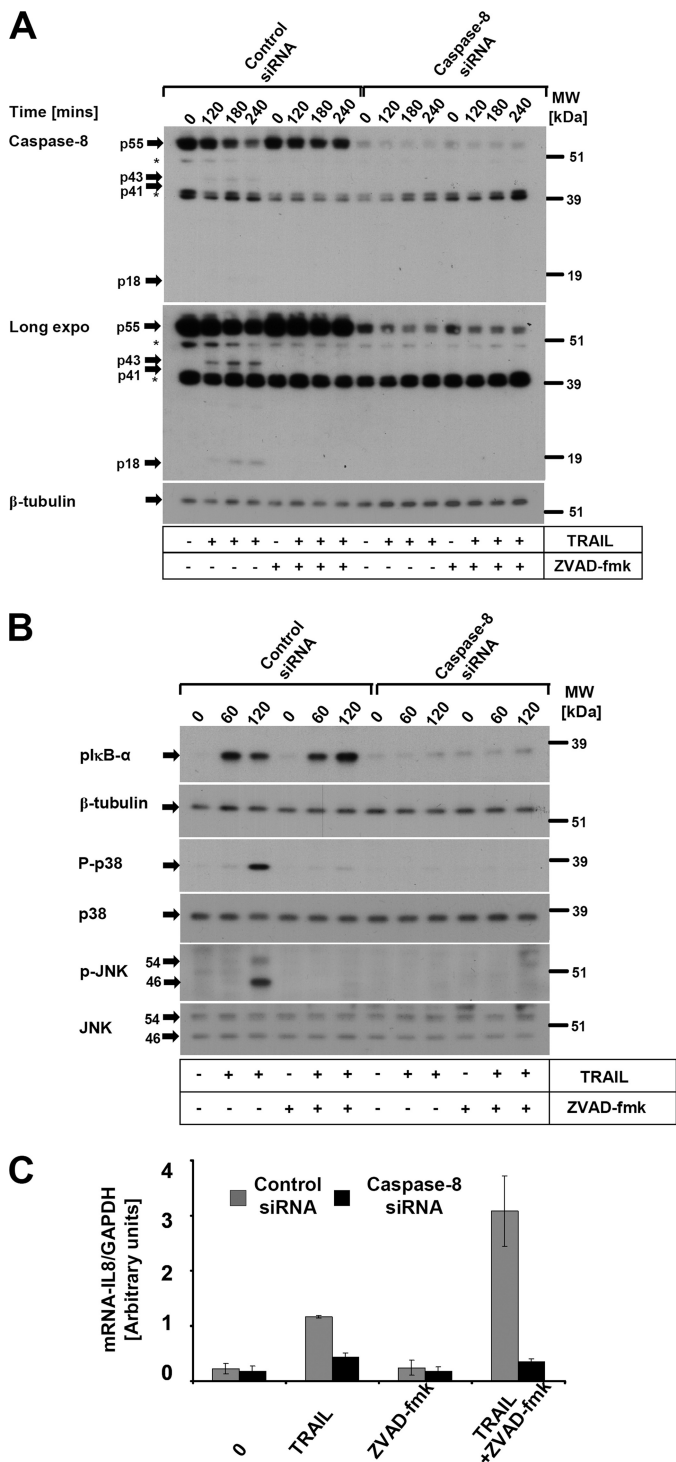 A
Control
siRNA
Caspase-8
siRNA
Time [mins]
0 120 180 240 0 120 180 240 0 120 180 240 0 120 180 240
MW
[kDa]
Caspase-8
p55
*
p43
p41
*
p18
51
39
19
Long expo
p55
*
p43
p41
*
p18
51
39
19
β-tubulin
51
- + + + - + + + - + + + - + + + TRAIL
- - - - + + + + - - - - + + + + ZVAD-fmk
B
Control
siRNA
Caspase-8
siRNA
0 60 120 0 60 120 0 60 120 0 60 120
MW
[kDa]
pIκB-α
39
β-tubulin
51
P-p38
39
p38
39
p-JNK
54
46
51
JNK
54
46
51
- + + - + + - + + - + + TRAIL
- - - + + + - - - + + + ZVAD-fmk
C
mRNA-IL8/GAPDH
[Arbitrary units]
4
3
2
1
0
Control
siRNA
Caspase-8
siRNA
0
TRAIL
ZVAD-fmk
TRAIL
+ZVAD-fmk